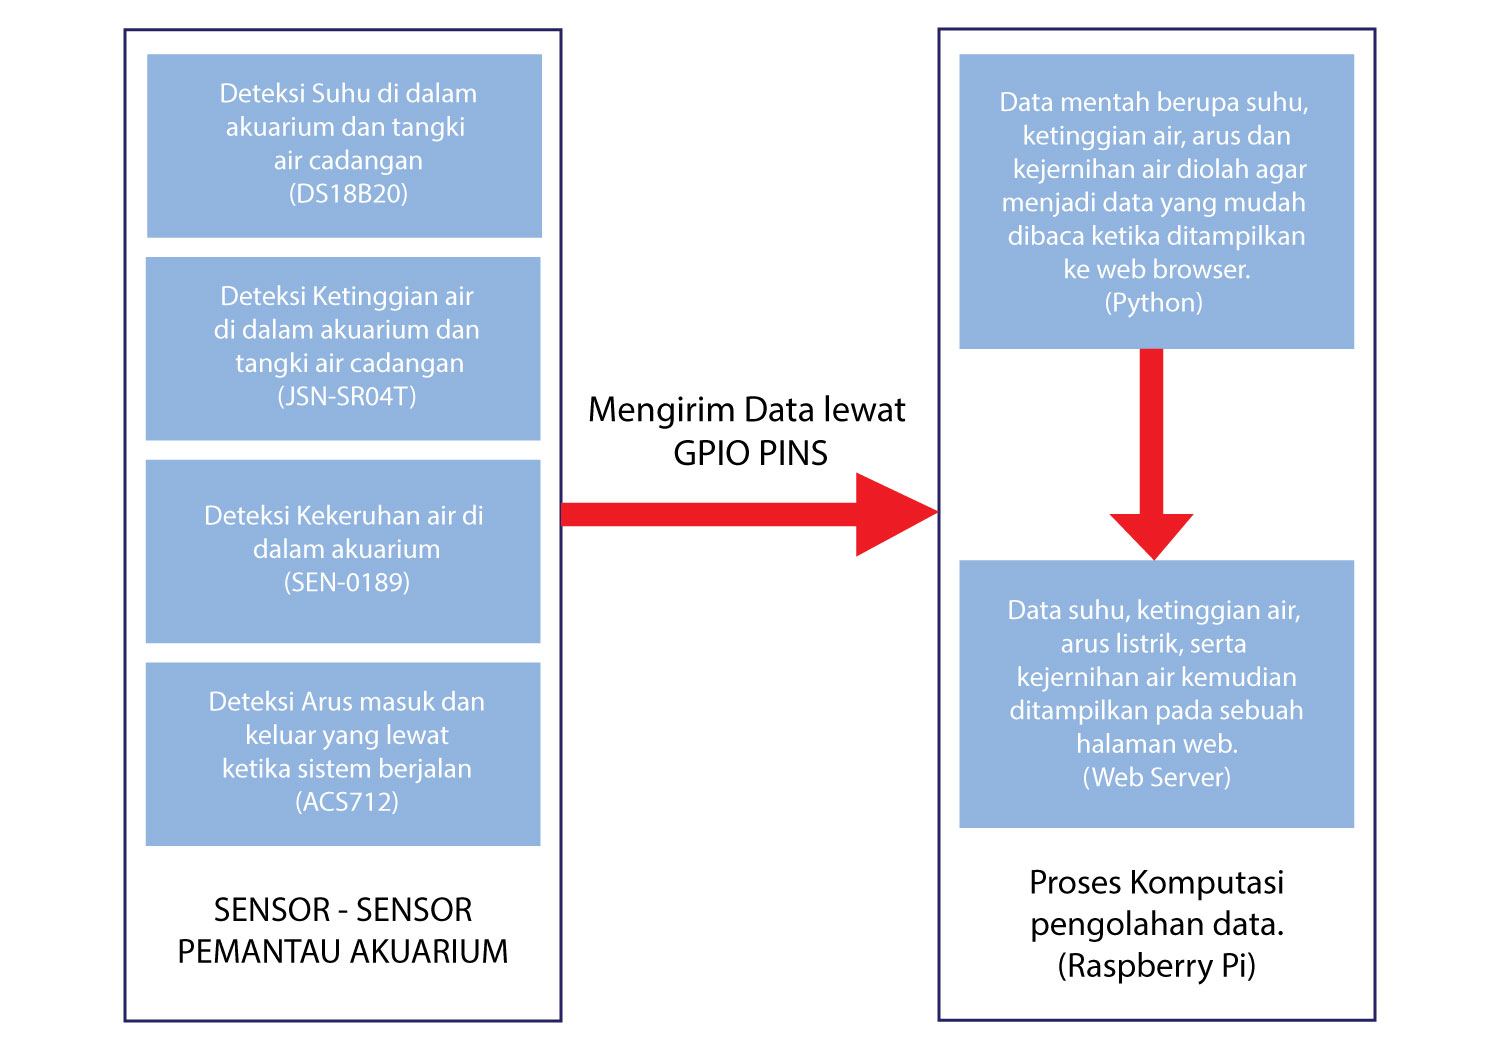 Deteksi Suhu di dalam
akuarium dan tangki
air cadangan
(DS18B20)
Deteksi Ketinggian air
di dalam akuarium dan
tangki air cadangan
(JSN-SR04T)
Deteksi Kekeruhan air di
dalam akuarium
(SEN-0189)
Deteksi Arus masuk dan
keluar yang lewat
ketika sistem berjalan
(ACS712)
SENSOR - SENSOR
PEMANTAU AKUARIUM
Mengirim Data lewat
GPIO PINS
Data mentah berupa suhu,
ketinggian air, arus dan
kejernihan air diolah agar
menjadi data yang mudah
dibaca ketika ditampilkan
ke web browser.
(Python)
Data suhu, ketinggian air,
arus listrik, serta
kejernihan air kemudian
ditampilkan pada sebuah
halaman web.
(Web Server)
Proses Komputasi
pengolahan data.
(Raspberry Pi)